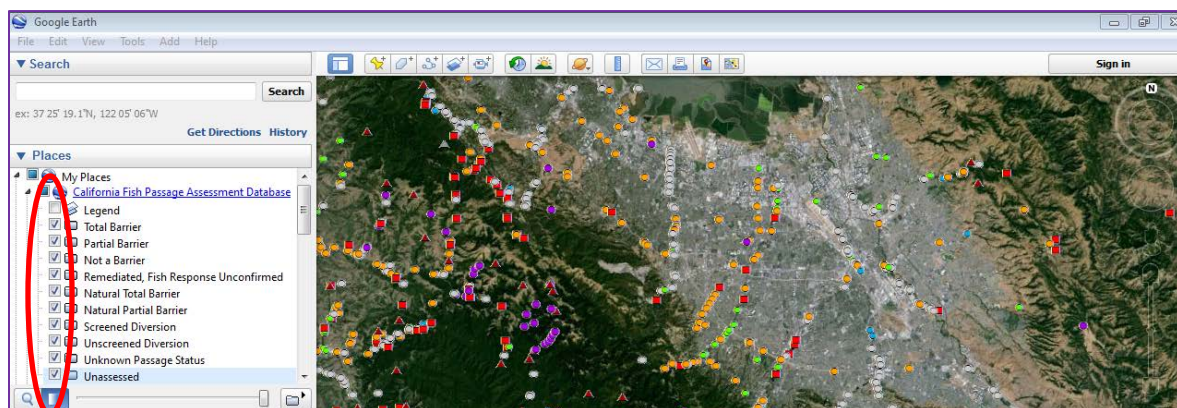 Google Earth
File Edit View Tools Add Help
Search
Search
ex: 37 25' 19.1"N, 122 05' 06"W
Get Directions History
Places
My Places
California Fish Passage Assessment Database
Legend
Total Barrier
Partial Barrier
Not a Barrier
Remediated, Fish Response Unconfirmed
Natural Total Barrier
Natural Partial Barrier
Screened Diversion
Unscreened Diversion
Unknown Passage Status
Unassessed
Sign in
N